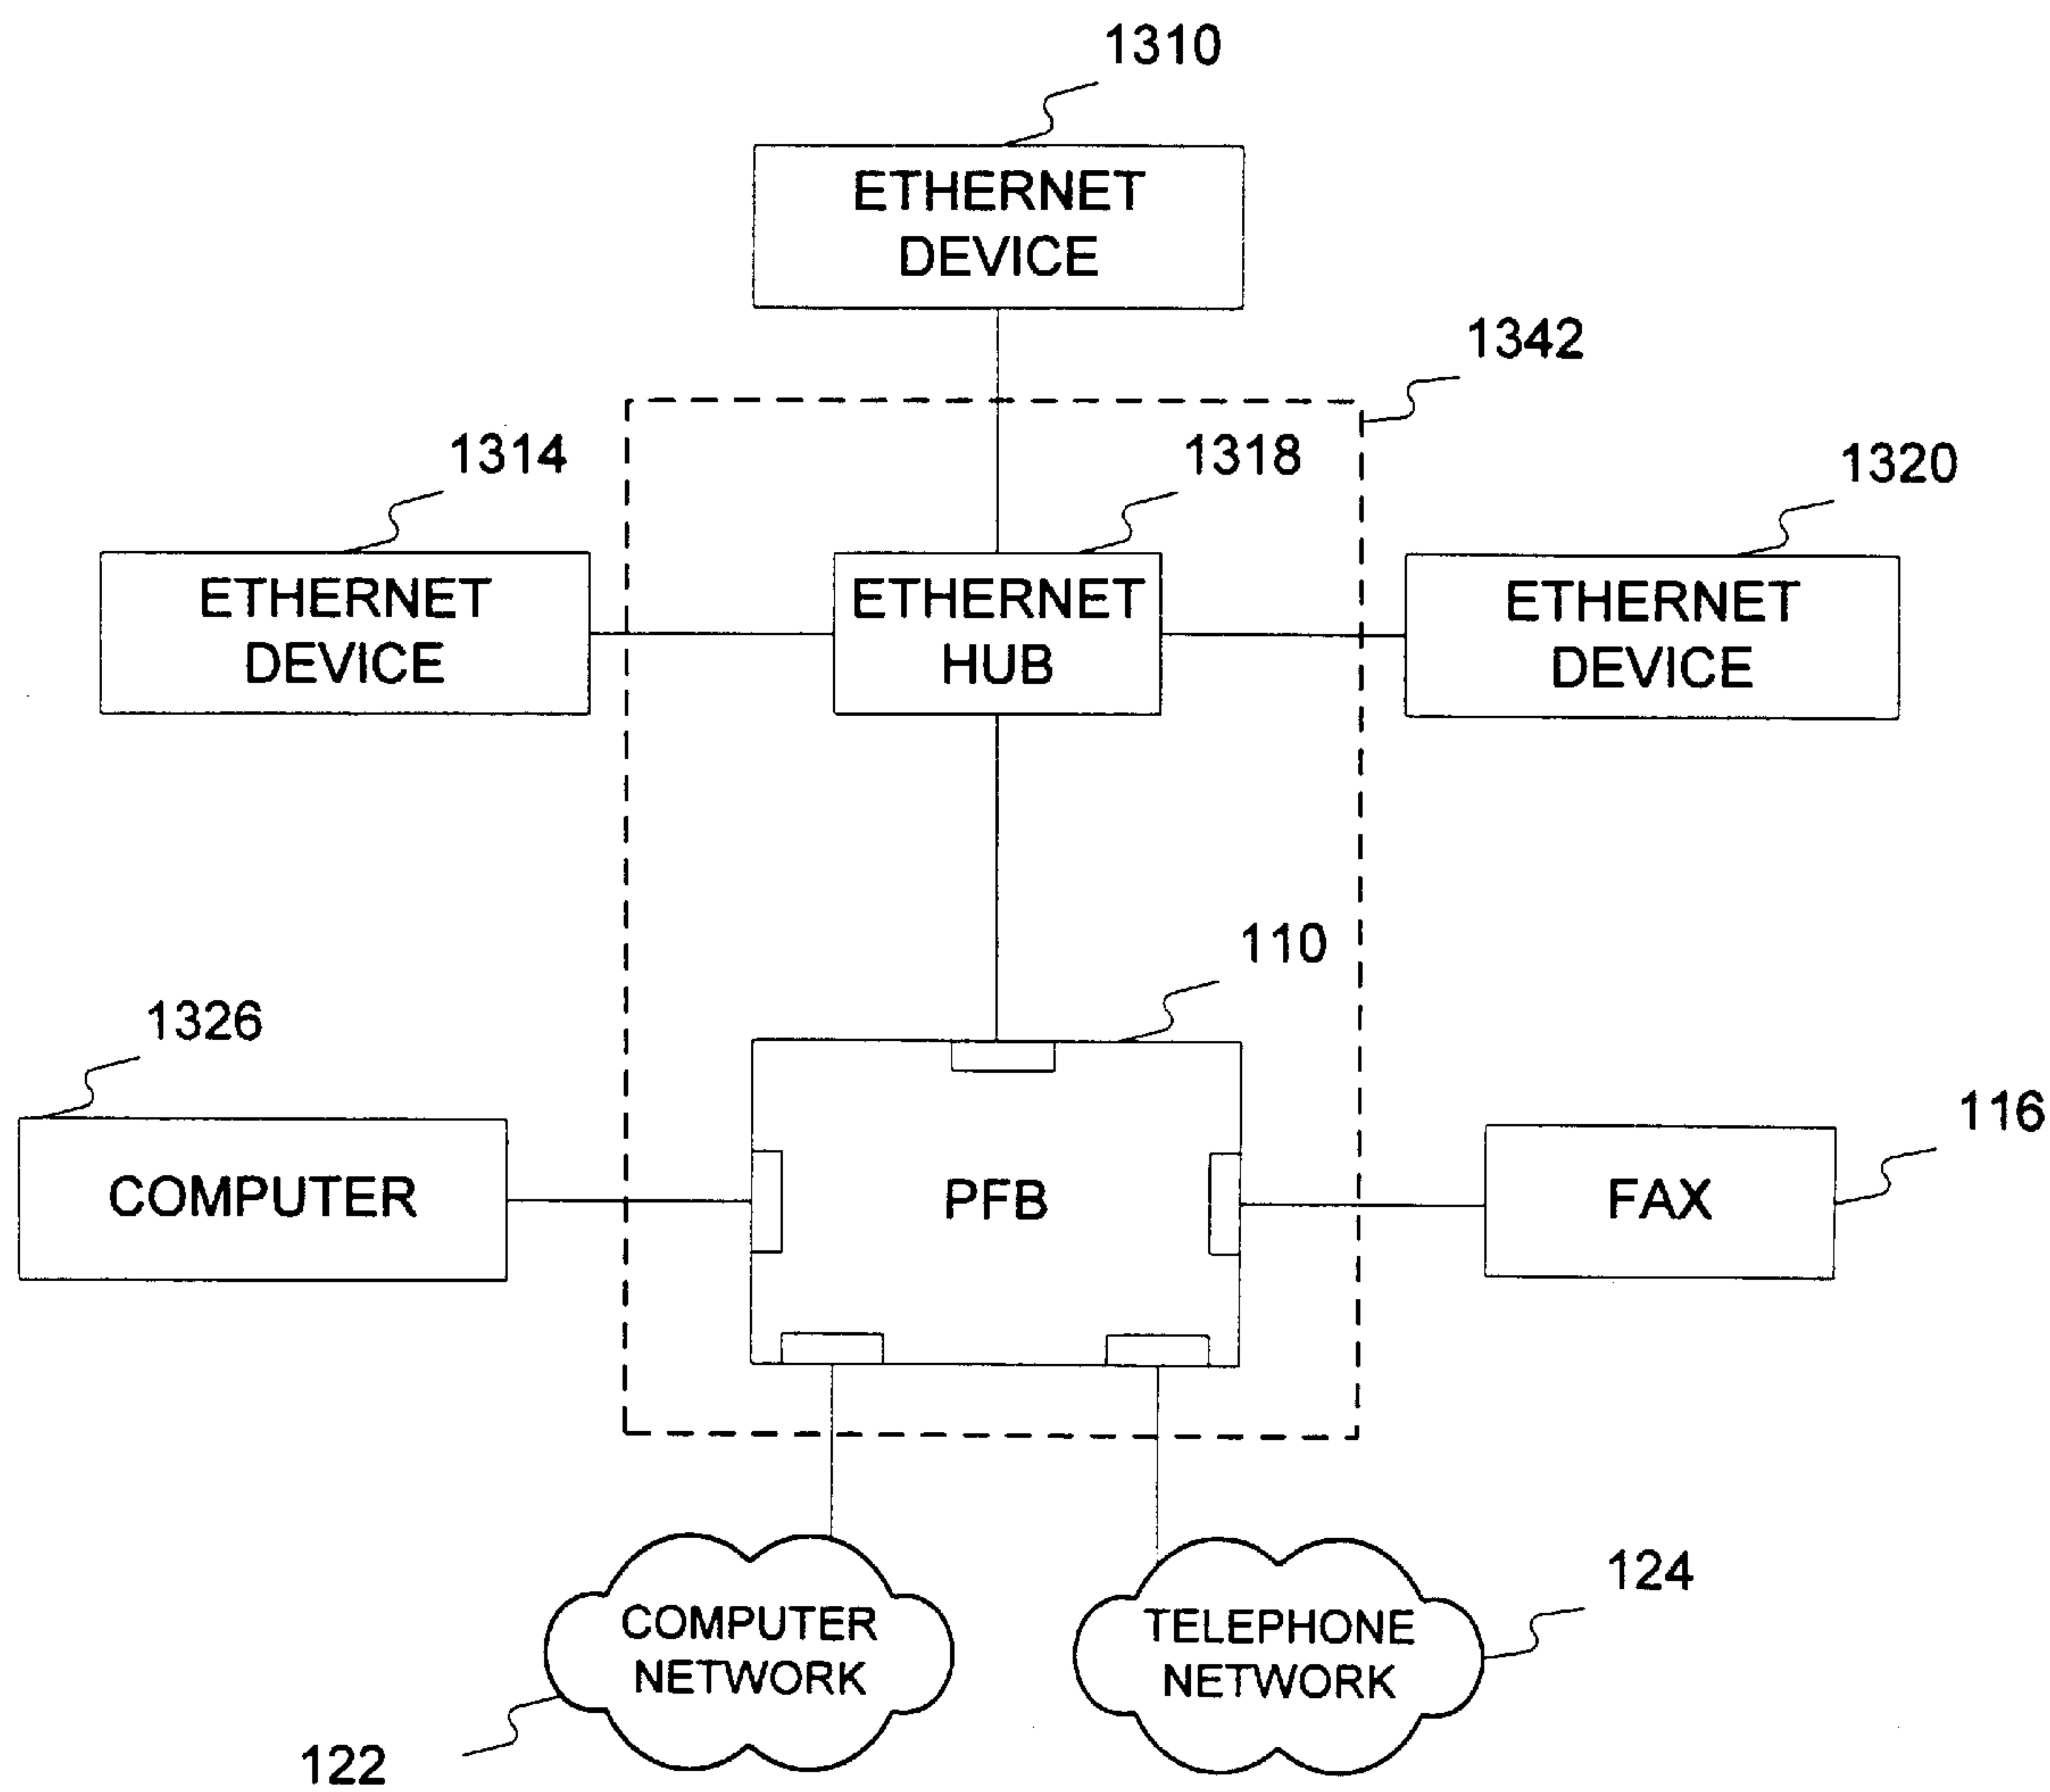 1310
ETHERNET
DEVICE
1342
1314
1318
1320
ETHERNET
DEVICE
ETHERNET
HUB
ETHERNET
DEVICE
110
1326
116
COMPUTER
PFB
FAX
124
COMPUTER
NETWORK
TELEPHONE
NETWORK
122